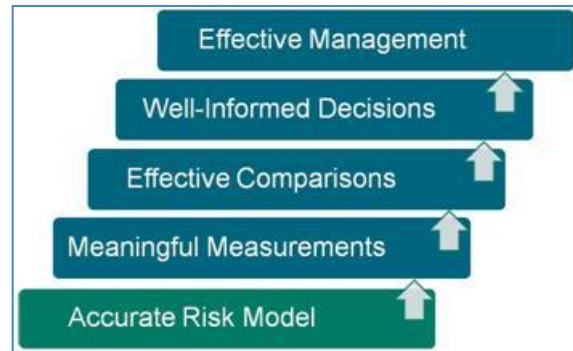 Effective Management
Well-Informed Decisions
Effective Comparisons
Meaningful Measurements
Accurate Risk Model